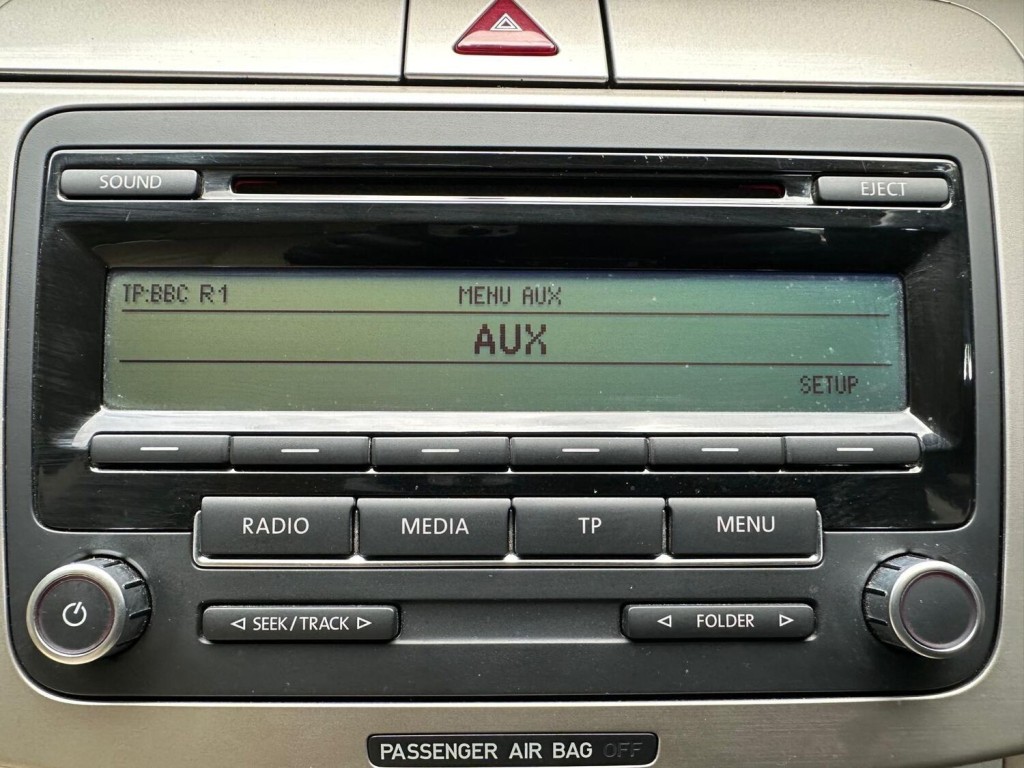 SOUND
EJECT
TP:BBC R1 MENU AUX
AUX
SETUP
RADIO MEDIA TP MENU
◁ SEEK/TRACK ▷
◁ FOLDER ▷
PASSENGER AIR BAG OFF